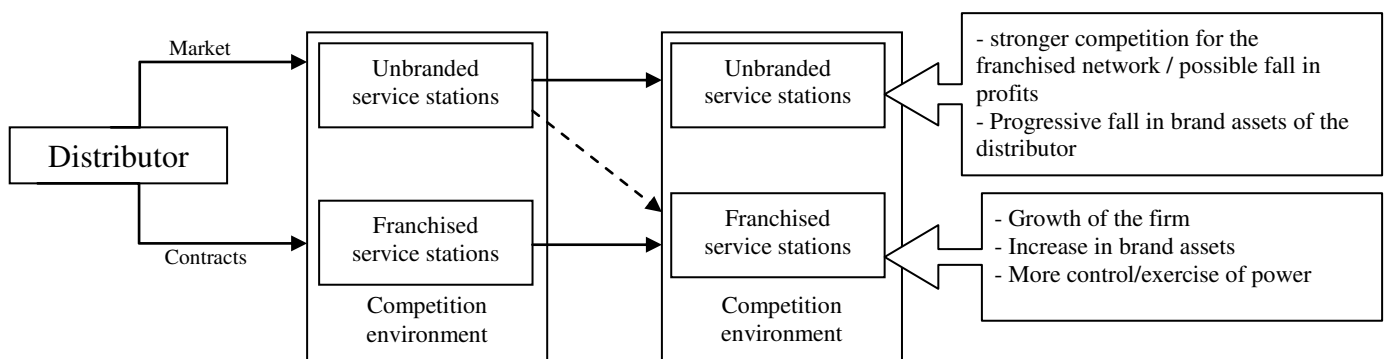 Distributor
Market
Contracts
Unbranded
service stations
Franchised
service stations
Competition
environment
Unbranded
service stations
Franchised
service stations
Competition
environment
- stronger competition for the
franchised network / possible fall in
profits
- Progressive fall in brand assets of the
distributor
- Growth of the firm
- Increase in brand assets
- More control/exercise of power